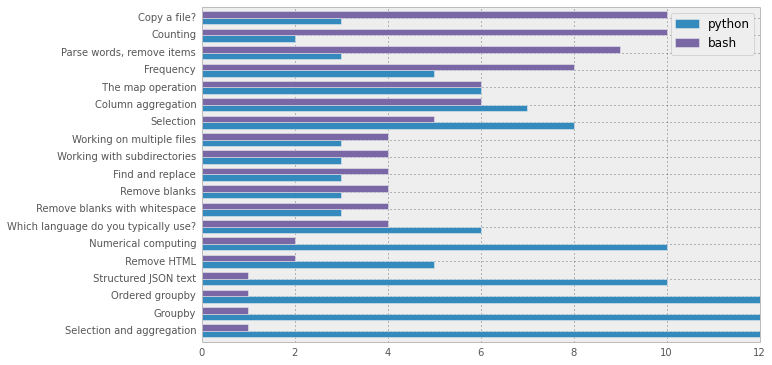 Copy a file?
Counting
Parse words, remove items
Frequency
The map operation
Column aggregation
Selection
Working on multiple files
Working with subdirectories
Find and replace
Remove blanks
Remove blanks with whitespace
Which language do you typically use?
Numerical computing
Remove HTML
Structured JSON text
Ordered groupby
Groupby
Selection and aggregation
0 2 4 6 8 10 12
python
bash